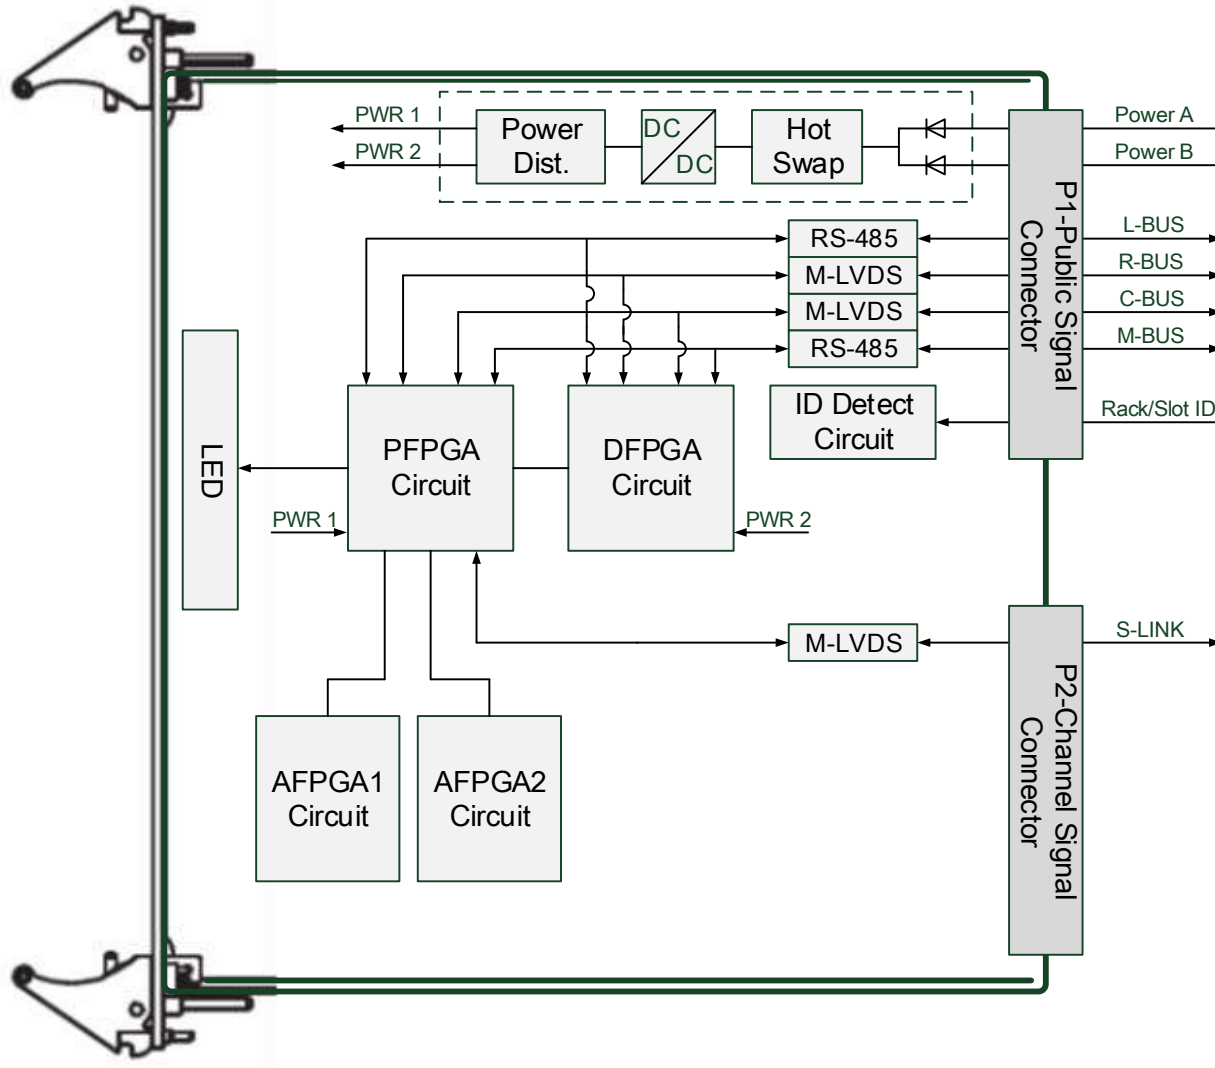 PWR 1
PWR 2
Power
Dist.
DC
DC
Hot
Swap
Power A
Power B
P1-Public Signal
Connector
RS-485
M-LVDS
M-LVDS
RS-485
L-BUS
R-BUS
C-BUS
M-BUS
ID Detect
Circuit
Rack/Slot ID
LED
PFPGA
Circuit
DFPGA
Circuit
PWR 1
PWR 2
M-LVDS
S-LINK
P2-Channel Signal
Connector
AFPGA1
Circuit
AFPGA2
Circuit